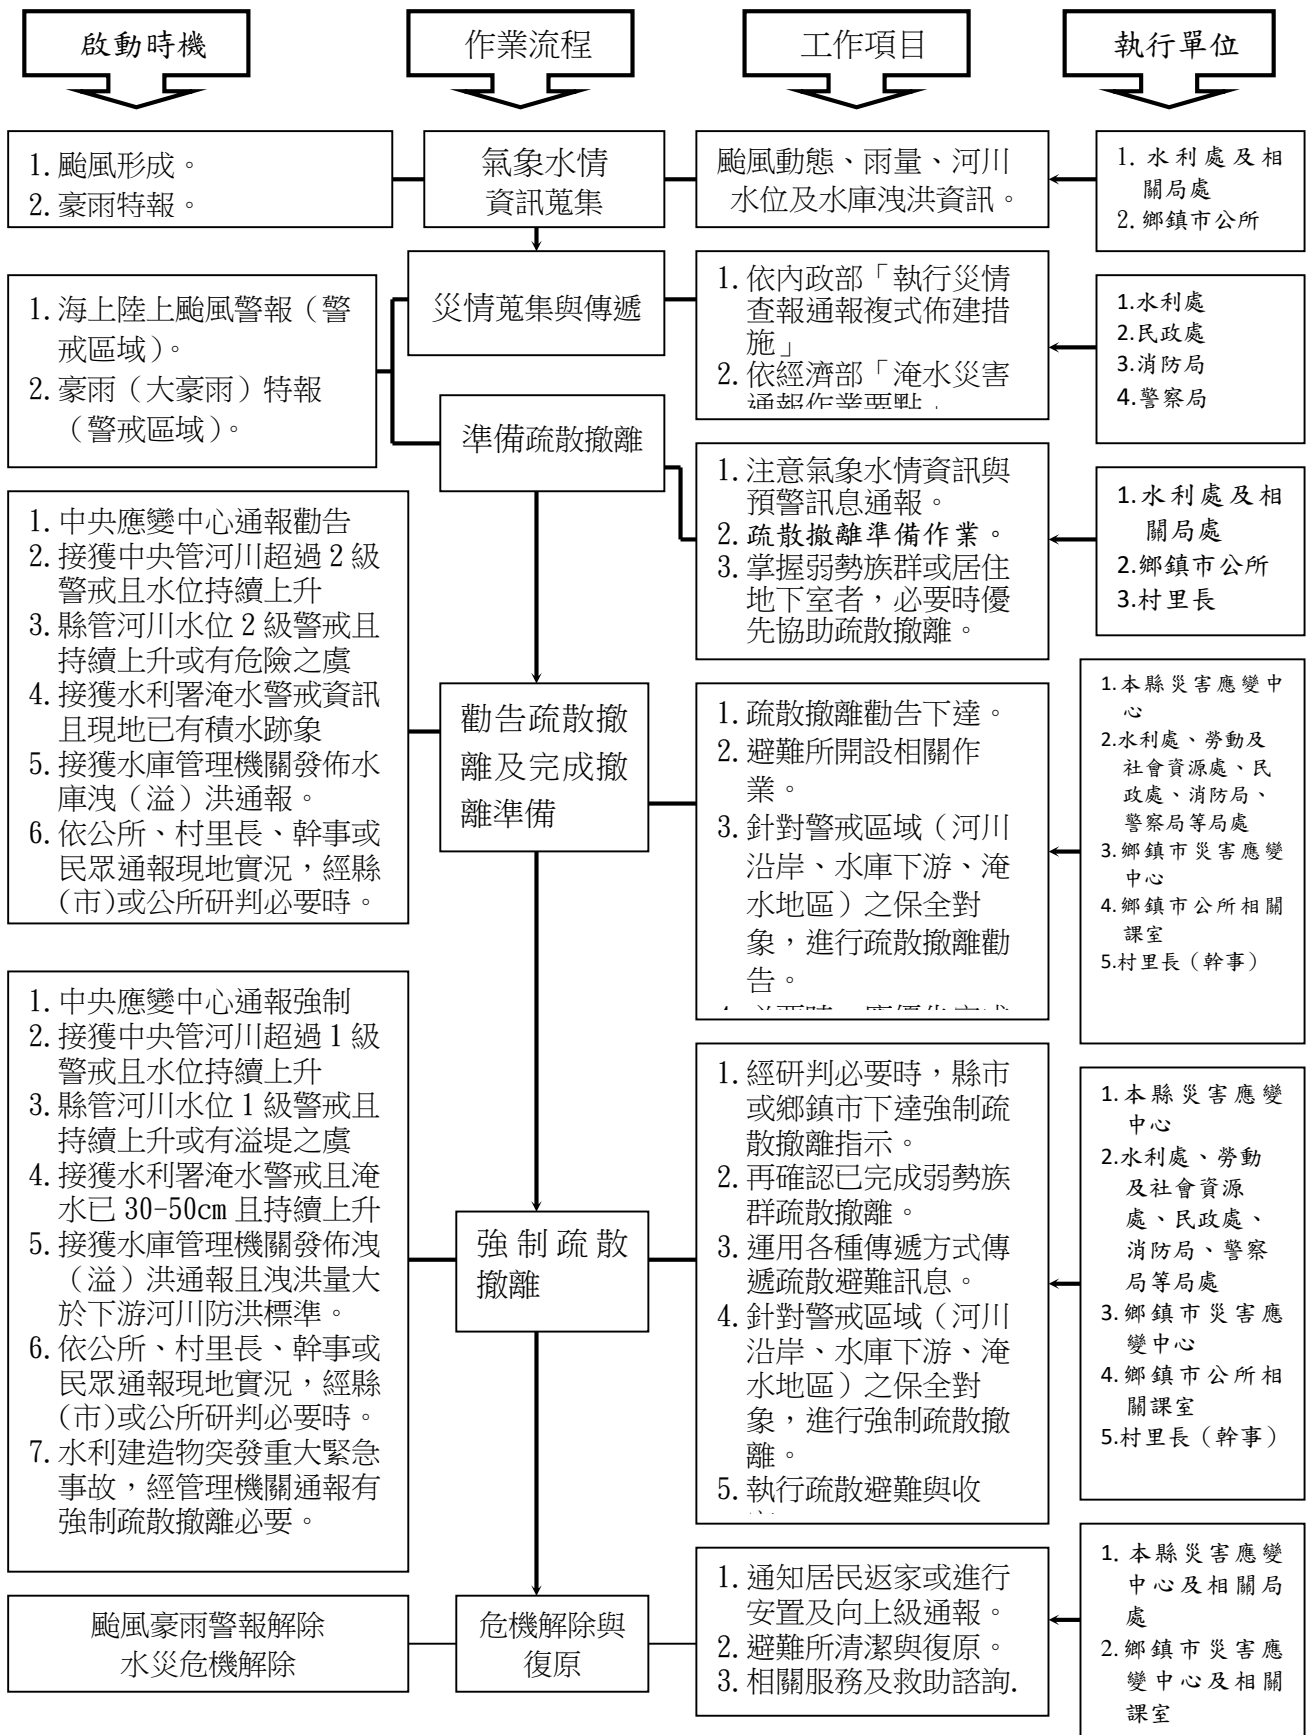 啟動時機
作業流程
工作項目
執行單位
1. 颱風形成。
2. 豪雨特報。
氣象水情
資訊蒐集
颱風動態、雨量、河川
水位及水庫洩洪資訊。
1. 水利處及相
關局處
2. 鄉鎮市公所
1. 海上陸上颱風警報（警
戒區域）。
2. 豪雨（大豪雨）特報
（警戒區域）。
災情蒐集與傳遞
1. 依內政部「執行災情
查報通報複式佈建措
施」
2. 依經濟部「淹水災害
通報作業要點」
1.水利處
2.民政處
3.消防局
4.警察局
準備疏散撤離
1. 注意氣象水情資訊與
預警訊息通報。
2. 疏散撤離準備作業。
3. 掌握弱勢族群或居住
地下室者，必要時優
先協助疏散撤離。
1.水利處及相
關局處
2.鄉鎮市公所
3.村里長
1. 中央應變中心通報勸告
2. 接獲中央管河川超過 2 級
警戒且水位持續上升
3. 縣管河川水位 2 級警戒且
持續上升或有危險之虞
4. 接獲水利署淹水警戒資訊
且現地已有積水跡象
5. 接獲水庫管理機關發佈水
庫洩（溢）洪通報。
6. 依公所、村里長、幹事或
民眾通報現地實況，經縣
(市)或公所研判必要時。
勸告疏散撤
離及完成撤
離準備
1. 疏散撤離勸告下達。
2. 避難所開設相關作
業。
3. 針對警戒區域（河川
沿岸、水庫下游、淹
水地區）之保全對
象，進行疏散撤離勸
告。
1.本縣災害應變中
心
2.水利處、勞動及
社會資源處、民
政處、消防局、
警察局等局處
3.鄉鎮市災害應變
中心
4.鄉鎮市公所相關
課室
5.村里長（幹事）
1. 中央應變中心通報強制
2. 接獲中央管河川超過 1 級
警戒且水位持續上升
3. 縣管河川水位 1 級警戒且
持續上升或有溢堤之虞
4. 接獲水利署淹水警戒且淹
水已 30-50cm 且持續上升
5. 接獲水庫管理機關發佈洩
（溢）洪通報且洩洪量大
於下游河川防洪標準。
6. 依公所、村里長、幹事或
民眾通報現地實況，經縣
(市)或公所研判必要時。
7. 水利建造物突發重大緊急
事故，經管理機關通報有
強制疏散撤離必要。
強制疏散
撤離
1. 經研判必要時，縣市
或鄉鎮市下達強制疏
散撤離指示。
2. 再確認已完成弱勢族
群疏散撤離。
3. 運用各種傳遞方式傳
遞疏散避難訊息。
4. 針對警戒區域（河川
沿岸、水庫下游、淹
水地區）之保全對
象，進行強制疏散撤
離。
5. 執行疏散避難與收
1.本縣災害應變
中心
2.水利處、勞動
及社會資源
處、民政處、
消防局、警察
局等局處
3.鄉鎮市災害應
變中心
4.鄉鎮市公所相
關課室
5.村里長（幹事）
颱風豪雨警報解除
水災危機解除
危機解除與
復原
1. 通知居民返家或進行
安置及向上級通報。
2. 避難所清潔與復原。
3. 相關服務及救助諮詢.
1. 本縣災害應變
中心及相關局
處
2. 鄉鎮市災害應
變中心及相關
課室